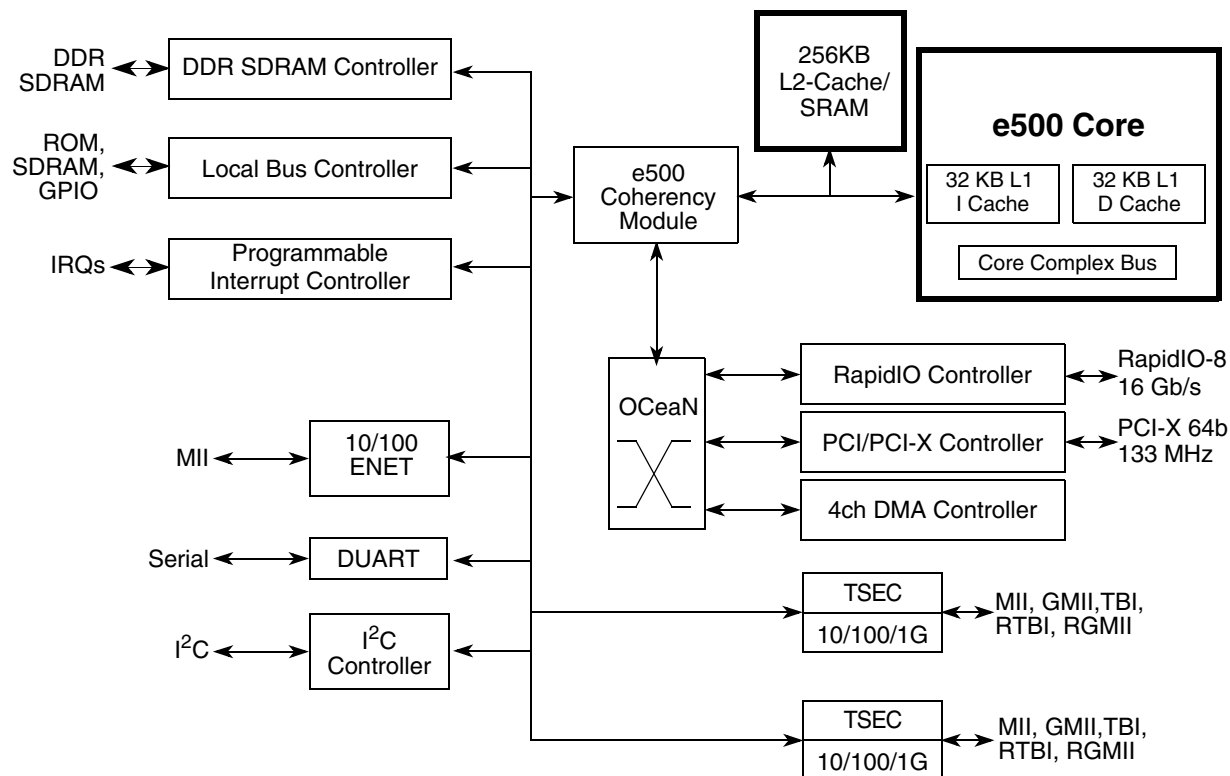 DDR
SDRAM
DDR SDRAM Controller
256KB
L2-Cache/
SRAM
e500 Core
32 KB L1
I Cache
32 KB L1
D Cache
Core Complex Bus
ROM,
SDRAM,
GPIO
Local Bus Controller
e500
Coherency
Module
IRQs
Programmable
Interrupt Controller
OCeaN
RapidIO Controller
RapidIO-8
16 Gb/s
PCI/PCI-X Controller
PCI-X 64b
133 MHz
4ch DMA Controller
MII
10/100
ENET
Serial
DUART
I²C
I²C
Controller
TSEC
10/100/1G
MII, GMII,TBI,
RTBI, RGMII
TSEC
10/100/1G
MII, GMII,TBI,
RTBI, RGMII